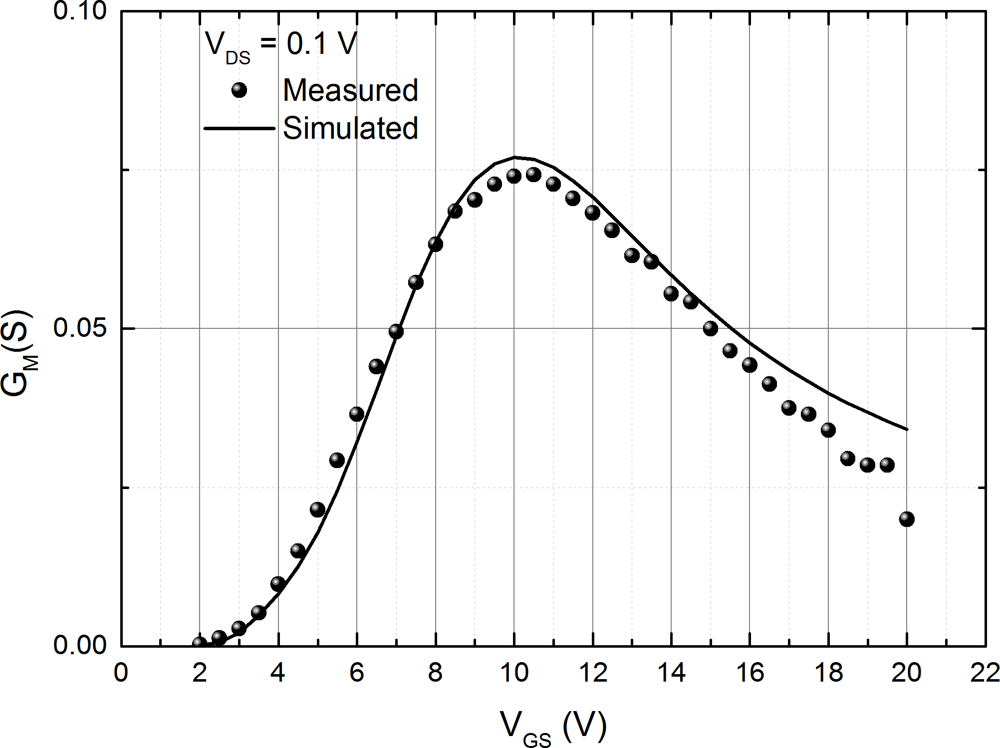 0.10
V_DS = 0.1 V
Measured
Simulated
0.05
G_M(S)
0.00
0 2 4 6 8 10 12 14 16 18 20 22
V_GS (V)